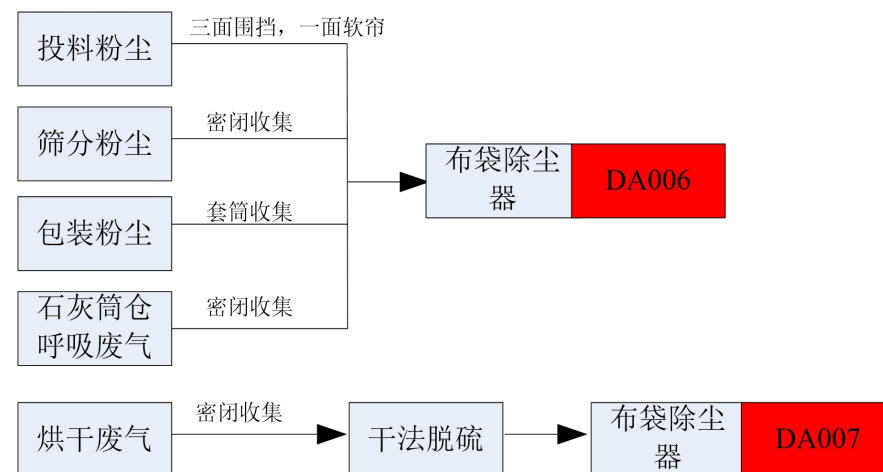 投料粉尘
三面围挡，一面软帘
筛分粉尘
密闭收集
布袋除尘
器
DA006
包装粉尘
套筒收集
石灰筒仓
呼吸废气
密闭收集
烘干废气
密闭收集
干法脱硫
布袋除尘
器
DA007